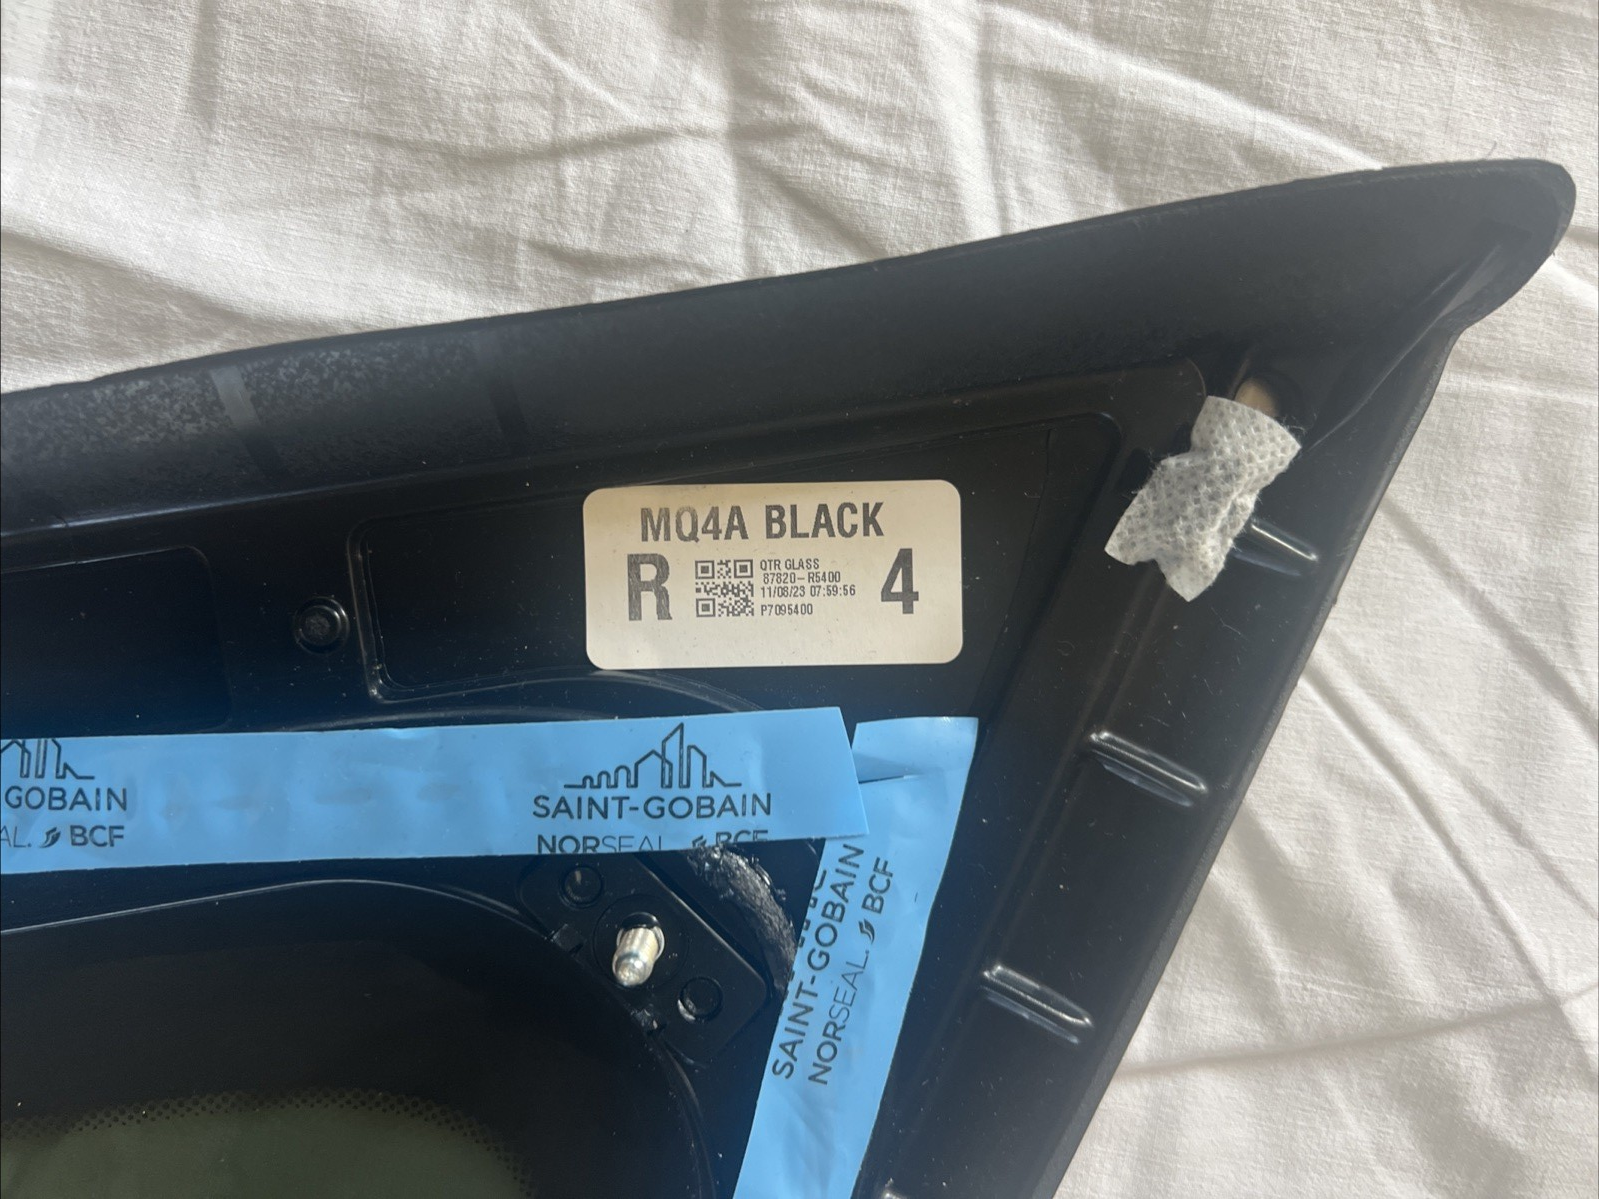 MQ4A BLACK
R
QTR GLASS
87820-R5400
11/08/23 07:59:56
P7095400
4
GOBAIN
AL. BCF
SAINT-GOBAIN
NORSEAL. BCF
SAINT-GOBAIN
NORSEAL. BCF